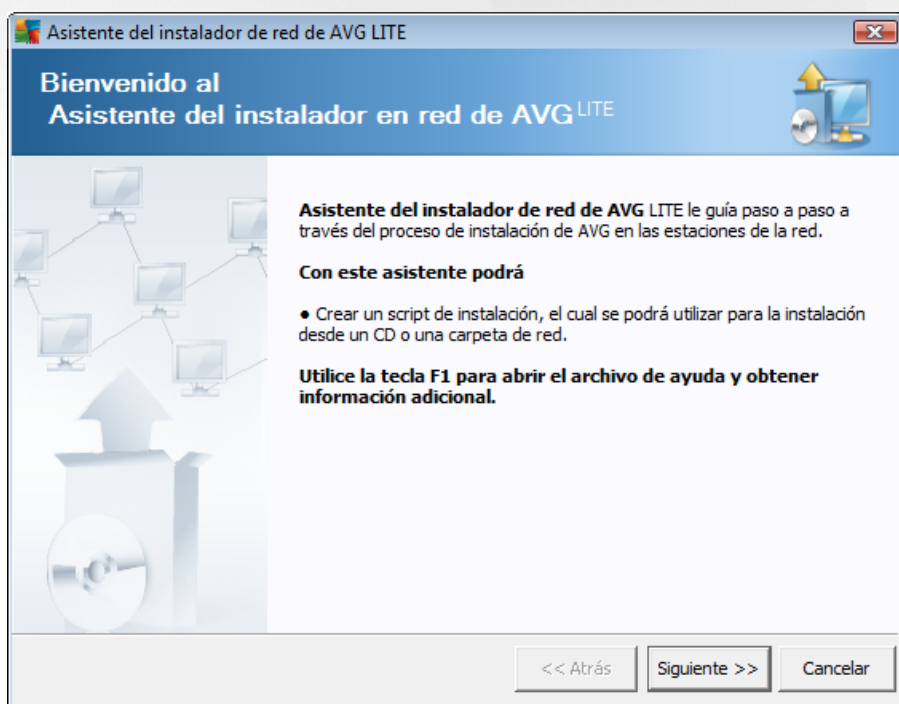 Asistente del instalador de red de AVG LITE
Bienvenido al
Asistente del instalador en red de AVG LITE
Asistente del instalador de red de AVG LITE le guía paso a paso a
través del proceso de instalación de AVG en las estaciones de la red.
Con este asistente podrá
• Crear un script de instalación, el cual se podrá utilizar para la instalación
desde un CD o una carpeta de red.
Utilice la tecla F1 para abrir el archivo de ayuda y obtener
información adicional.
<< Atrás
Siguiente >>
Cancelar